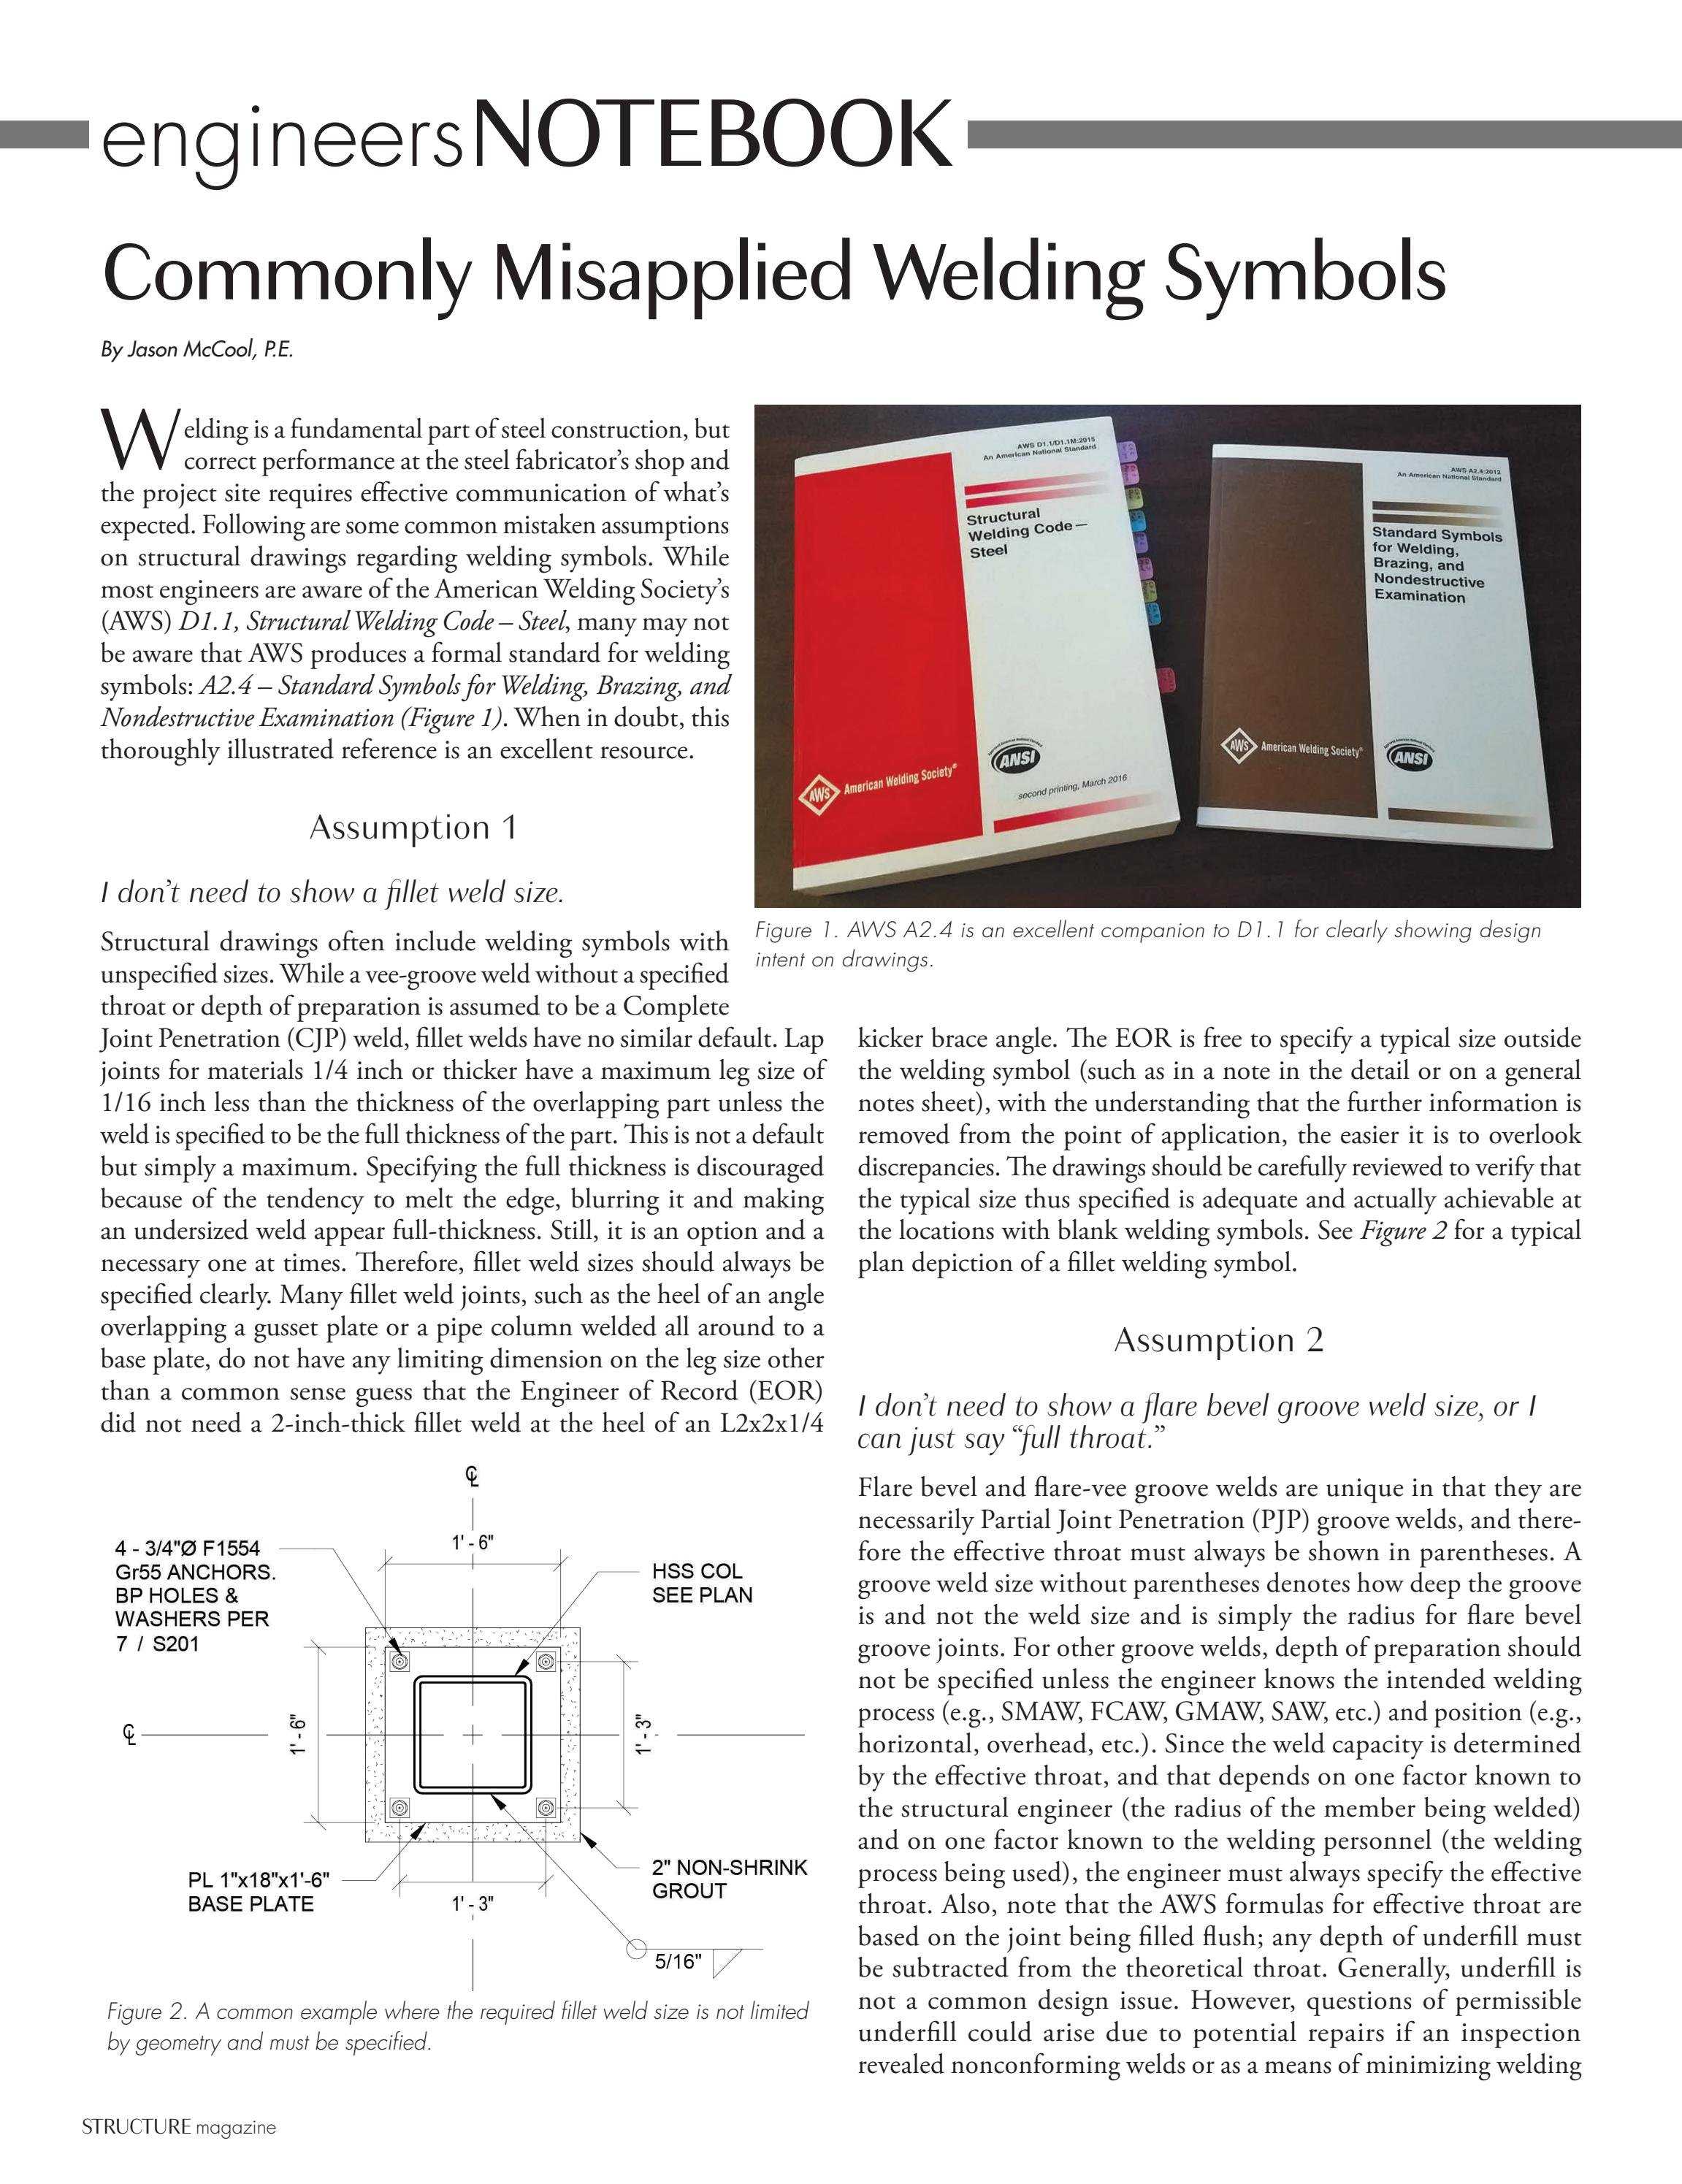 engineersNOTEBOOK
Commonly Misapplied Welding Symbols
By Jason McCool, P.E.
Welding is a fundamental part of steel construction, but
correct performance at the steel fabricator’s shop and
the project site requires effective communication of what’s
expected. Following are some common mistaken assumptions
on structural drawings regarding welding symbols. While
most engineers are aware of the American Welding Society’s
(AWS) D1.1, Structural Welding Code – Steel, many may not
be aware that AWS produces a formal standard for welding
symbols: A2.4 – Standard Symbols for Welding, Brazing, and
Nondestructive Examination (Figure 1). When in doubt, this
thoroughly illustrated reference is an excellent resource.
Assumption 1
I don’t need to show a fillet weld size.
Structural drawings often include welding symbols with
unspecified sizes. While a vee-groove weld without a specified
throat or depth of preparation is assumed to be a Complete
Joint Penetration (CJP) weld, fillet welds have no similar default. Lap
joints for materials 1/4 inch or thicker have a maximum leg size of
1/16 inch less than the thickness of the overlapping part unless the
weld is specified to be the full thickness of the part. This is not a default
but simply a maximum. Specifying the full thickness is discouraged
because of the tendency to melt the edge, blurring it and making
an undersized weld appear full-thickness. Still, it is an option and a
necessary one at times. Therefore, fillet weld sizes should always be
specified clearly. Many fillet weld joints, such as the heel of an angle
overlapping a gusset plate or a pipe column welded all around to a
base plate, do not have any limiting dimension on the leg size other
than a common sense guess that the Engineer of Record (EOR)
did not need a 2-inch-thick fillet weld at the heel of an L2x2x1/4
AWS D1.1/D1.1M:2015
An American National Standard
Structural
Welding Code—
Steel
AWS
American Welding Society®
ANSI
second printing, March 2016
AWS A2.4:2012
An American National Standard
Standard Symbols
for Welding,
Brazing, and
Nondestructive
Examination
AWS
American Welding Society®
ANSI
Figure 1. AWS A2.4 is an excellent companion to D1.1 for clearly showing design
intent on drawings.
kicker brace angle. The EOR is free to specify a typical size outside
the welding symbol (such as in a note in the detail or on a general
notes sheet), with the understanding that the further information is
removed from the point of application, the easier it is to overlook
discrepancies. The drawings should be carefully reviewed to verify that
the typical size thus specified is adequate and actually achievable at
the locations with blank welding symbols. See Figure 2 for a typical
plan depiction of a fillet welding symbol.
Assumption 2
I don’t need to show a flare bevel groove weld size, or I
can just say “full throat.”
Flare bevel and flare-vee groove welds are unique in that they are
necessarily Partial Joint Penetration (PJP) groove welds, and there-
fore the effective throat must always be shown in parentheses. A
groove weld size without parentheses denotes how deep the groove
is and not the weld size and is simply the radius for flare bevel
groove joints. For other groove welds, depth of preparation should
not be specified unless the engineer knows the intended welding
process (e.g., SMAW, FCAW, GMAW, SAW, etc.) and position (e.g.,
horizontal, overhead, etc.). Since the weld capacity is determined
by the effective throat, and that depends on one factor known to
the structural engineer (the radius of the member being welded)
and on one factor known to the welding personnel (the welding
process being used), the engineer must always specify the effective
throat. Also, note that the AWS formulas for effective throat are
based on the joint being filled flush; any depth of underfill must
be subtracted from the theoretical throat. Generally, underfill is
not a common design issue. However, questions of permissible
underfill could arise due to potential repairs if an inspection
revealed nonconforming welds or as a means of minimizing welding
℄
4 - 3/4"Ø F1554
Gr55 ANCHORS.
BP HOLES &
WASHERS PER
7 / S201
1' - 6"
HSS COL
SEE PLAN
℄
1' - 6"
1' - 3"
PL 1"x18"x1'-6"
BASE PLATE
1' - 3"
2" NON-SHRINK
GROUT
5/16"
Figure 2. A common example where the required fillet weld size is not limited
by geometry and must be specified.
STRUCTURE magazine